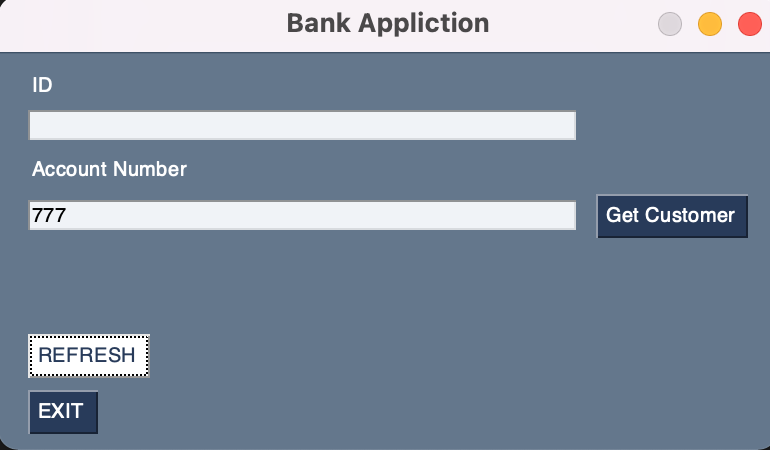 Bank Appliction
ID
Account Number
777
Get Customer
REFRESH
EXIT